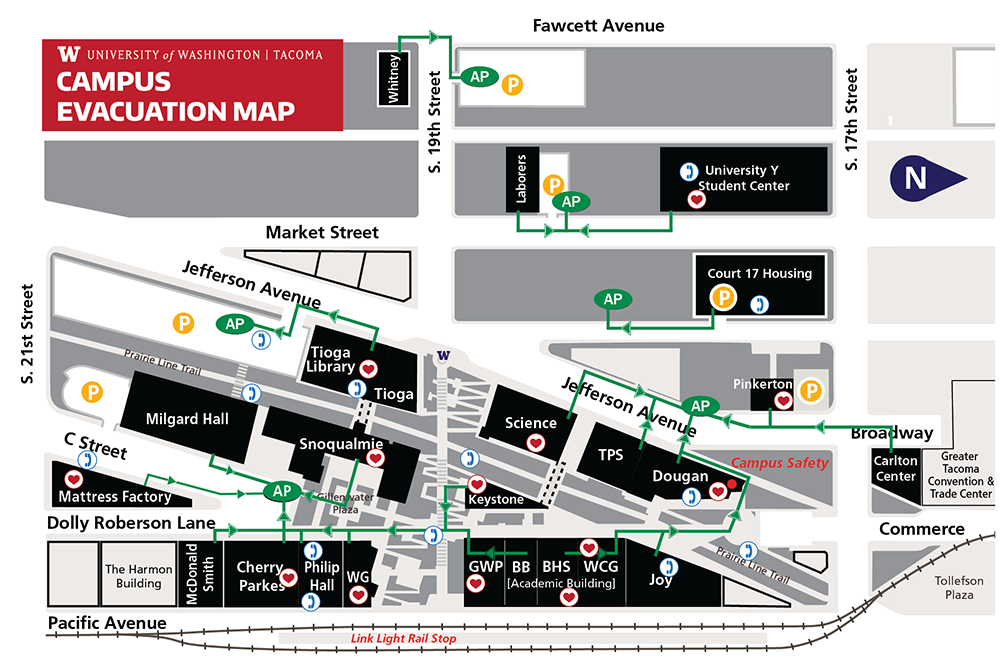 Fawcett Avenue
W UNIVERSITY of WASHINGTON | TACOMA
CAMPUS
EVACUATION MAP
Whitney
S. 19th Street
AP
P
S. 17th Street
N
Laborers
P
AP
University Y
Student Center
Market Street
Jefferson Avenue
S. 21st Street
Court 17 Housing
P
AP
P
AP
Prairie Line Trail
Tioga
Library
Tioga
W
P
Milgard Hall
Snoqualmie
Science
Jefferson Avenue
Pinkerton
P
AP
Broadway
C Street
Mattress Factory
AP
Gillenwater
Plaza
Keystone
TPS
Dougan
Campus Safety
Carlton
Center
Greater
Tacoma
Convention &
Trade Center
Dolly Roberson Lane
Commerce
The Harmon
Building
McDonald
Smith
Cherry
Parkes
Philip
Hall
WG
GWP
BB
BHS
WCG
[Academic Building]
Joy
Prairie Line Trail
Tollefson
Plaza
Pacific Avenue
Link Light Rail Stop